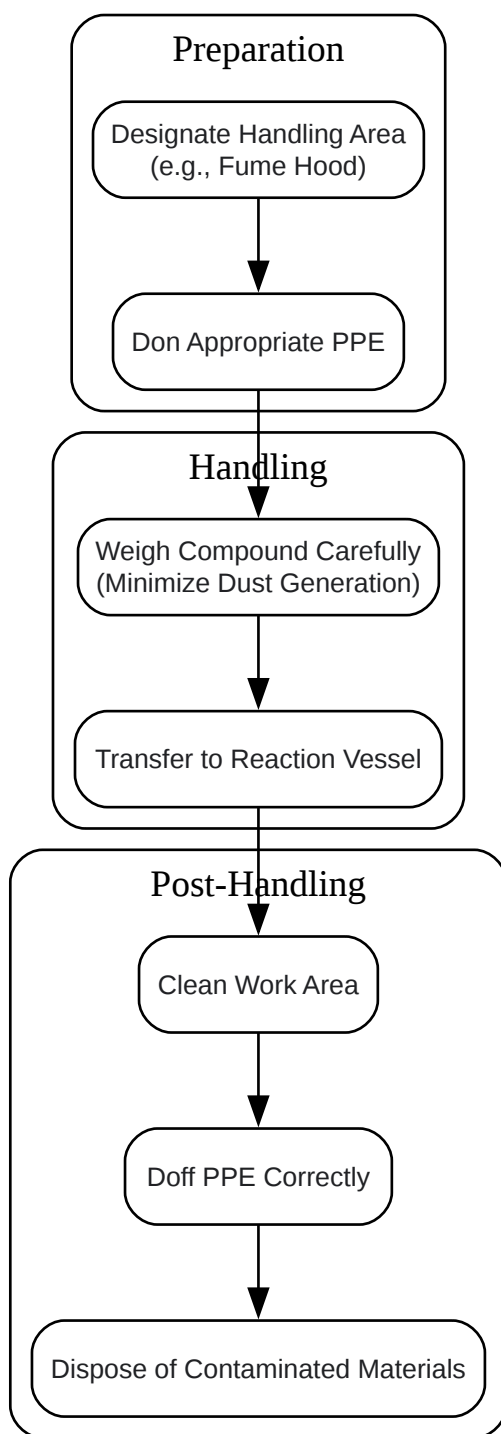 Preparation
Designate Handling Area
(e.g., Fume Hood)
Don Appropriate PPE
Handling
Weigh Compound Carefully
(Minimize Dust Generation)
Transfer to Reaction Vessel
Post-Handling
Clean Work Area
Doff PPE Correctly
Dispose of Contaminated Materials